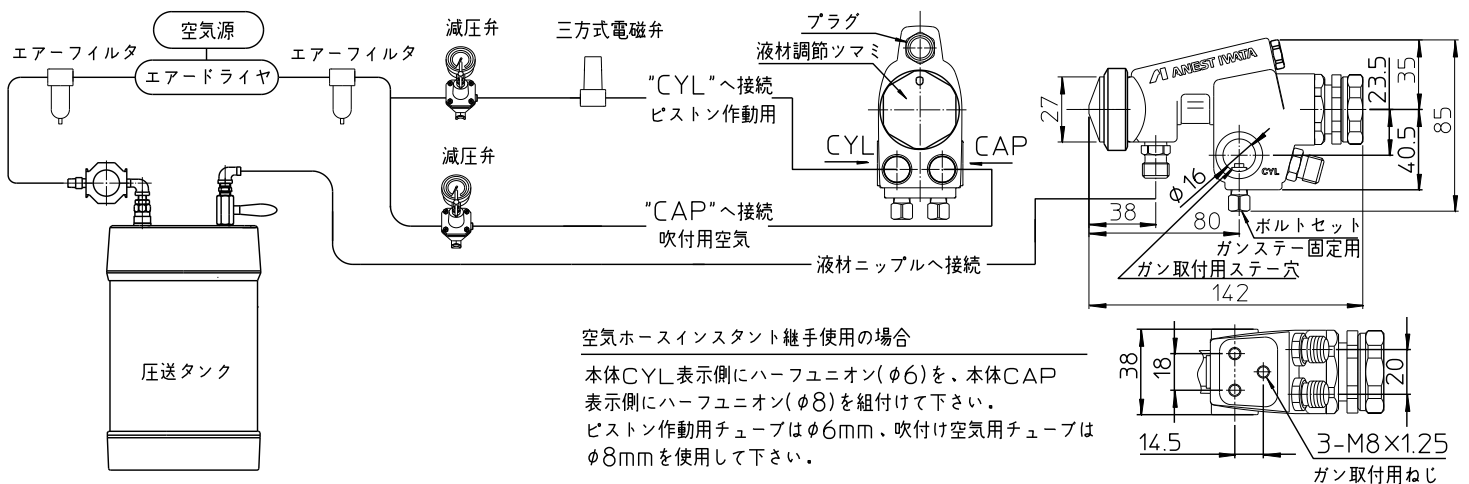 空気源
エアーフィルタ
エアードライヤ
エアーフィルタ
減圧弁
三方式電磁弁
"CYL"へ接続
ピストン作動用
減圧弁
"CAP"へ接続
吹付用空気
液材ニップルへ接続
圧送タンク
プラグ
液材調節ツマミ
CYL
CAP
ANEST IWATA
CYL
27
φ16
38
80
142
23.5
35
40.5
85
ボルトセット
ガンステー固定用
ガン取付用ステー穴
空気ホースインスタント継手使用の場合
本体CYL表示側にハーフユニオン(φ6)を、本体CAP
表示側にハーフユニオン(φ8)を組付けて下さい.
ピストン作動用チューブはφ6mm、吹付け空気用チューブは
φ8mmを使用して下さい.
38
18
20
14.5
3-M8×1.25
ガン取付用ねじ